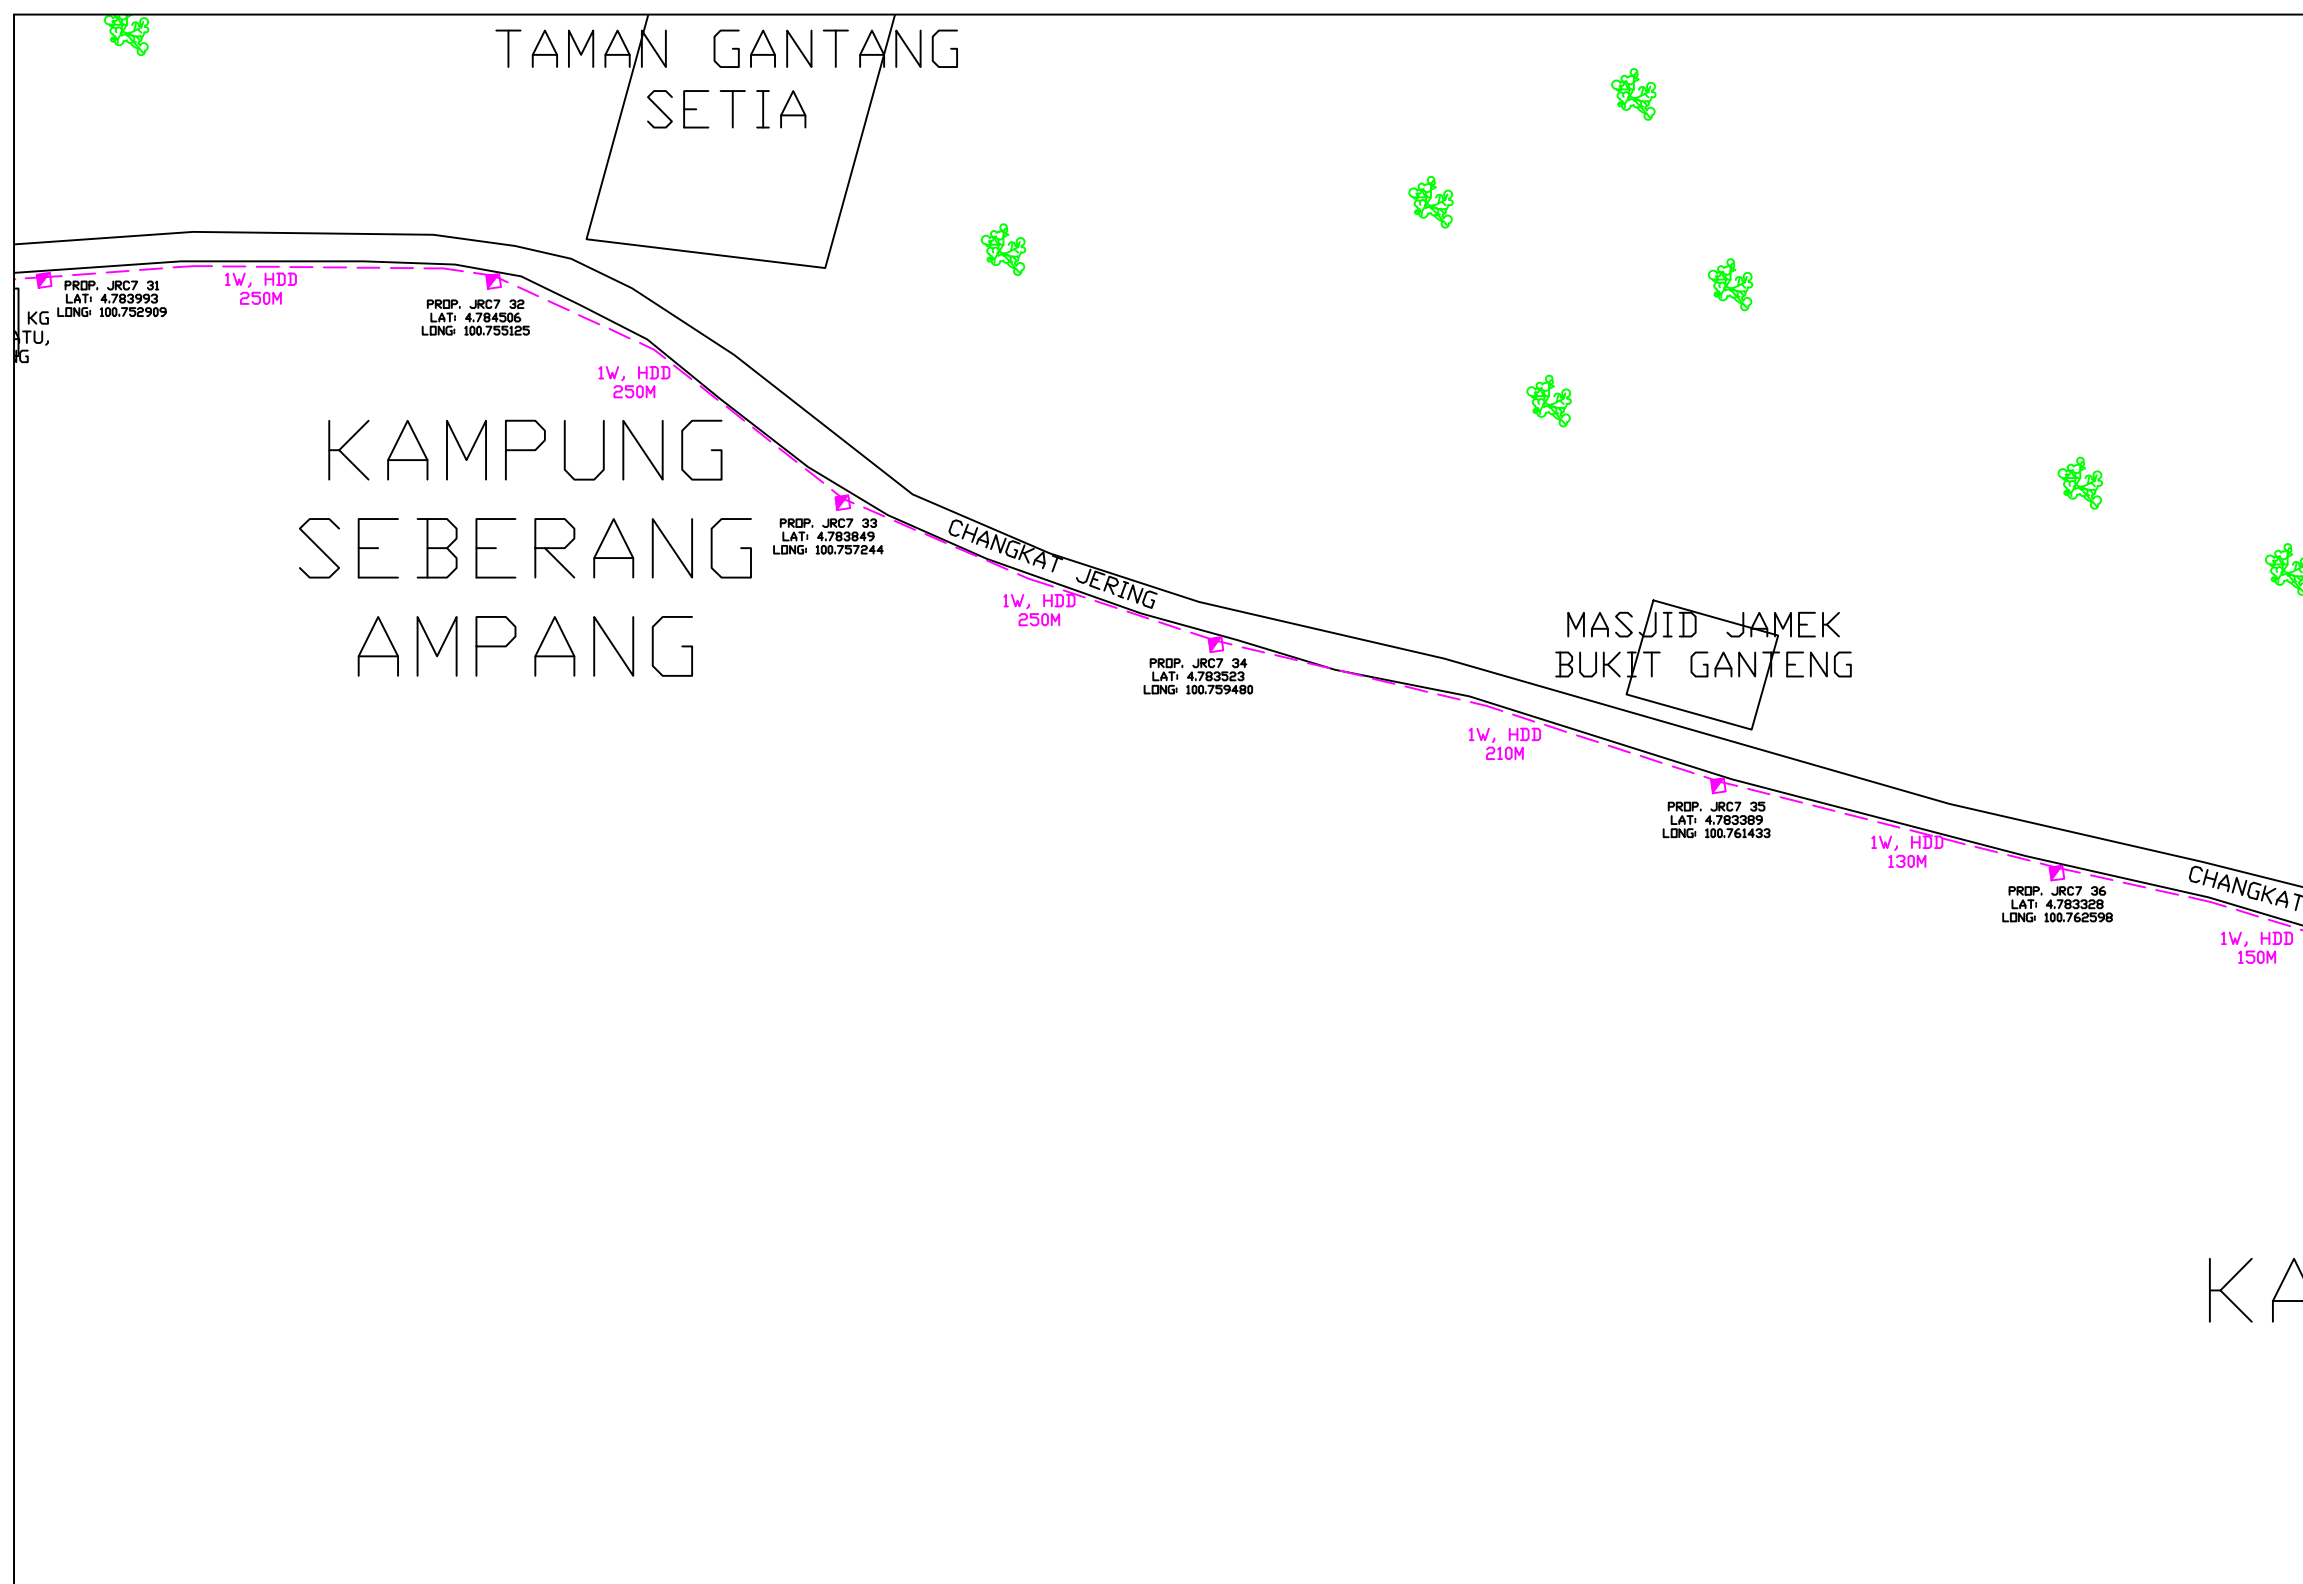 TAMAN GANTANG
SETIA
1W, HDD
250M
PROP. JRC7 31
LAT: 4.783993
LONG: 100.752909
KG
ATU,
PROP. JRC7 32
LAT: 4.784506
LONG: 100.755125
1W, HDD
250M
KAMPUNG
SEBERANG
AMPANG
PROP. JRC7 33
LAT: 4.783849
LONG: 100.757244
CHANGKAT JERING
1W, HDD
250M
PROP. JRC7 34
LAT: 4.783523
LONG: 100.759480
MASJID JAMEK
BUKIT GANTENG
1W, HDD
210M
PROP. JRC7 35
LAT: 4.783389
LONG: 100.761433
1W, HDD
130M
PROP. JRC7 36
LAT: 4.783328
LONG: 100.762598
CHANGKAT
1W, HDD
150M
KA